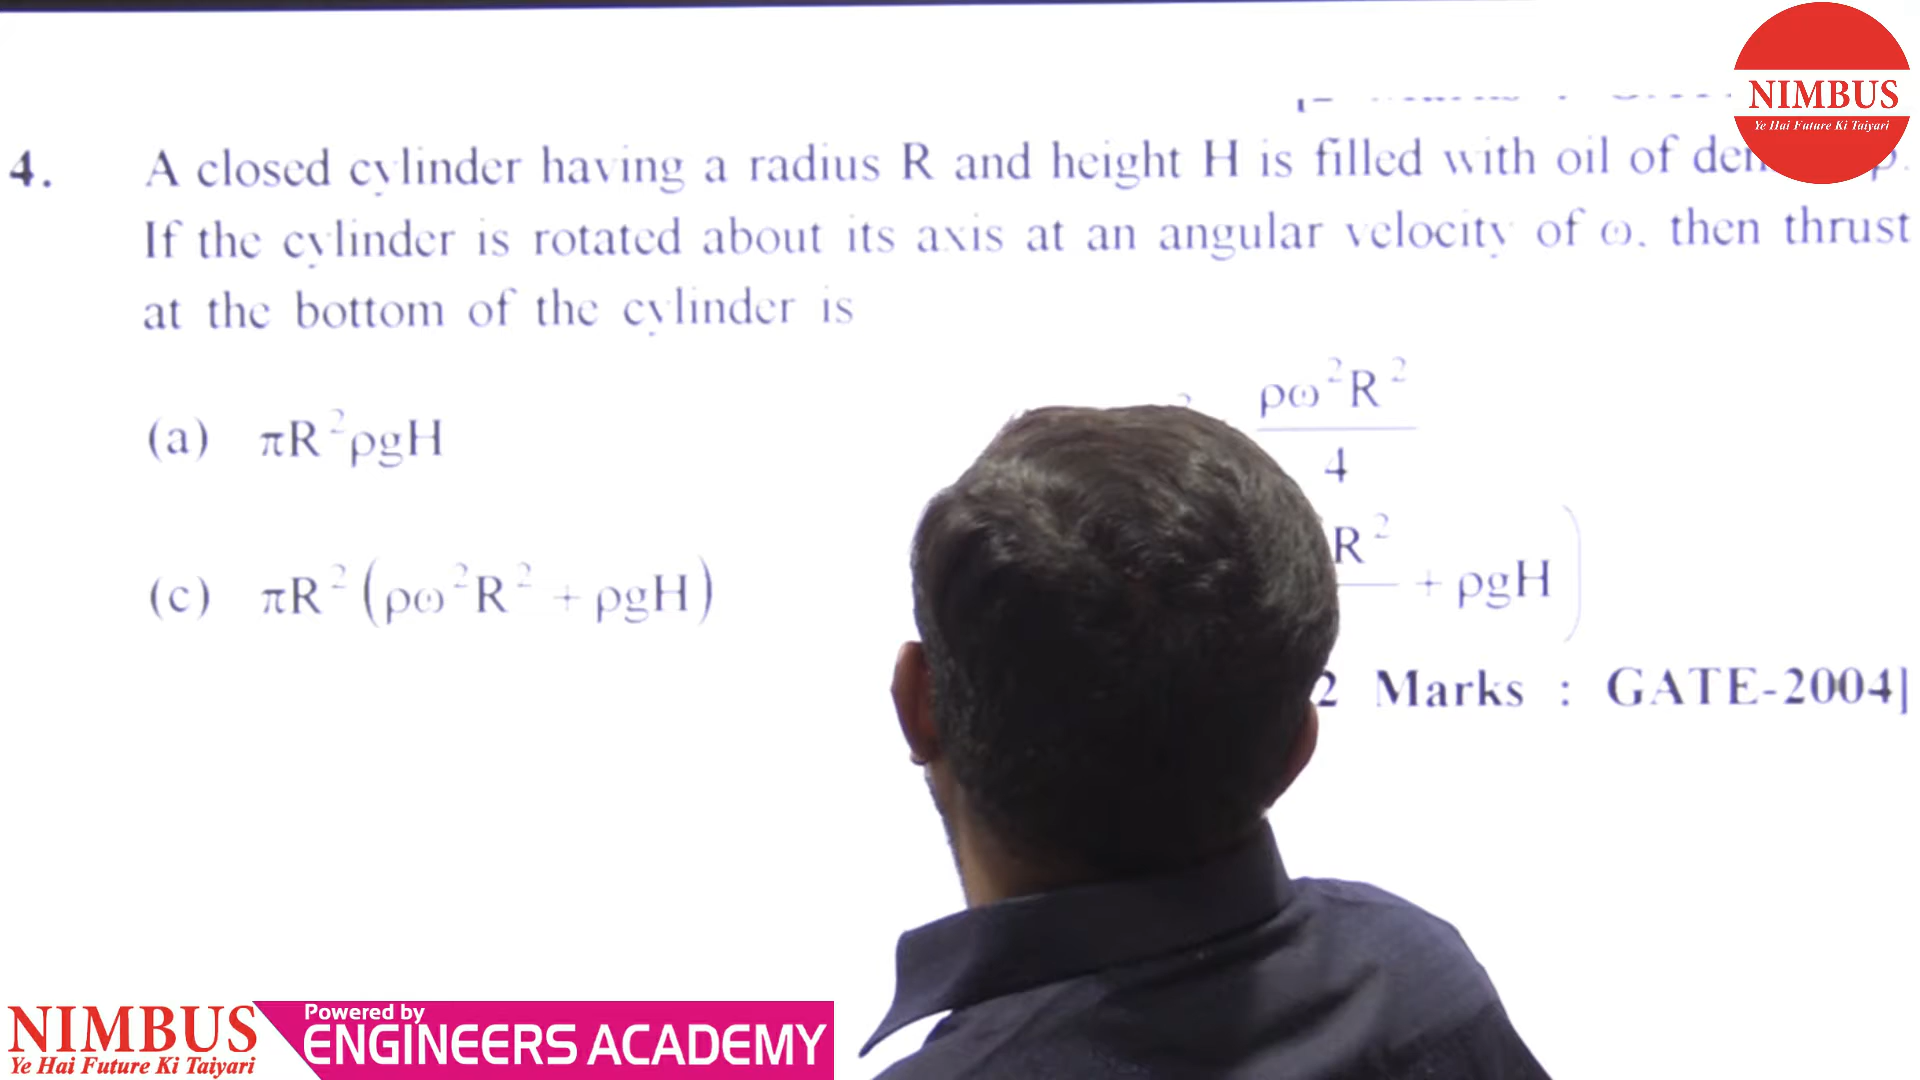 NIMBUS
Ye Hai Future Ki Taiyari
4. A closed cylinder having a radius R and height H is filled with oil of ρ.
If the cylinder is rotated about its axis at an angular velocity of ω. then thrust
at the bottom of the cylinder is
(a) πR²ρgH
ρω²R²
4
(c) πR²(ρω²R² + ρgH)
R² + ρgH)
2 Marks : GATE-2004]
NIMBUS
Ye Hai Future Ki Taiyari
Powered by
ENGINEERS ACADEMY